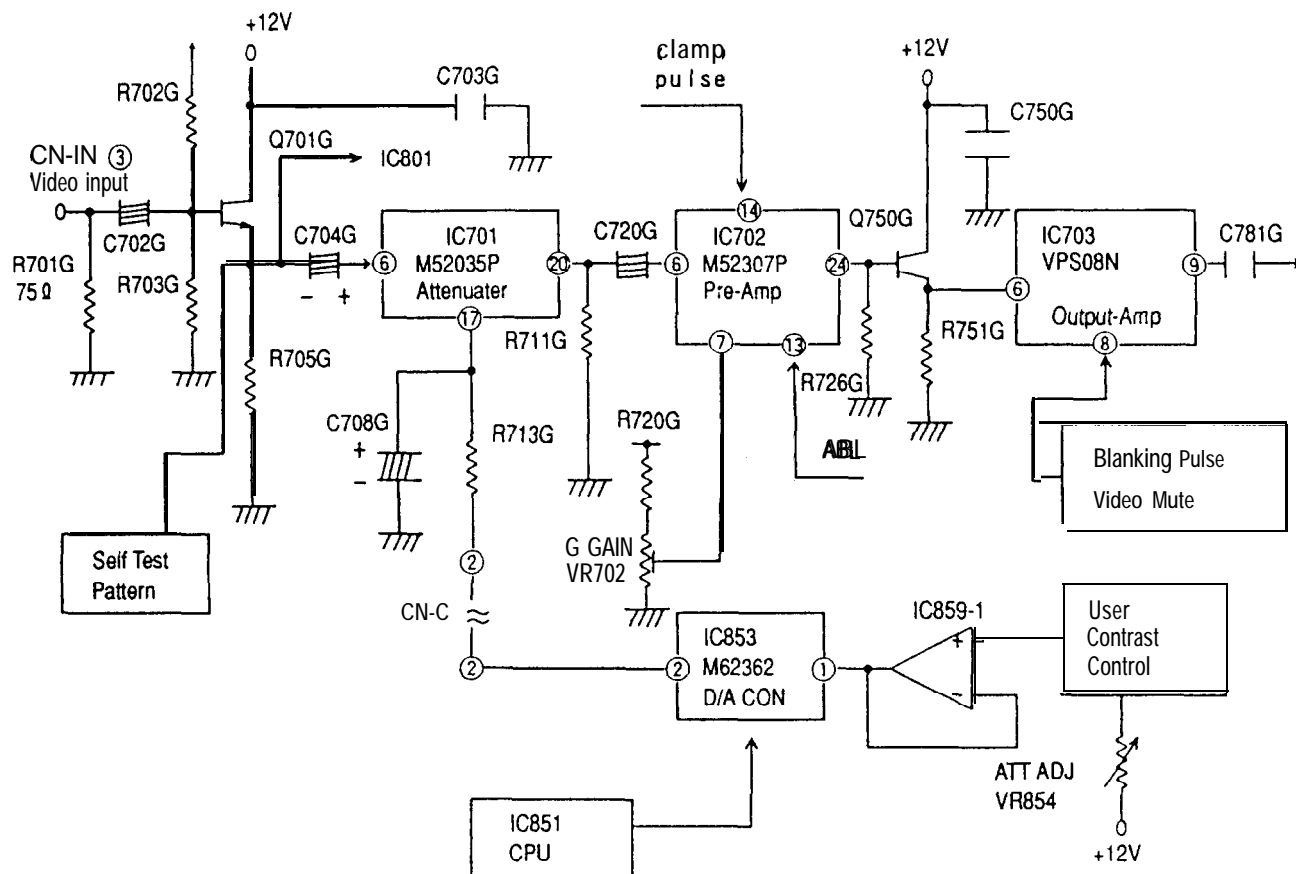 +12V
R702G
C703G
clamp
pulse
+12V
C750G
Q701G
IC801
CN-IN ③
Video input
C702G
R701G
75Ω
R703G
C704G
- +
⑥
IC701
M52035P
Attenuater
⑳
⑰
C720G
⑥
⑭
IC702
M52307P
Pre-Amp
㉔
⑦
⑬
Q750G
IC703
VPS08N
Output-Amp
⑥
⑨
⑧
C781G
R705G
R711G
R726G
R751G
C708G
+
-
R713G
R720G
ABL
Blanking Pulse
Video Mute
Self Test
Pattern
②
CN-C
②
G GAIN
VR702
②
IC853
M62362
D/A CON
①
IC859-1
+
-
User
Contrast
Control
ATT ADJ
VR854
+12V
IC851
CPU